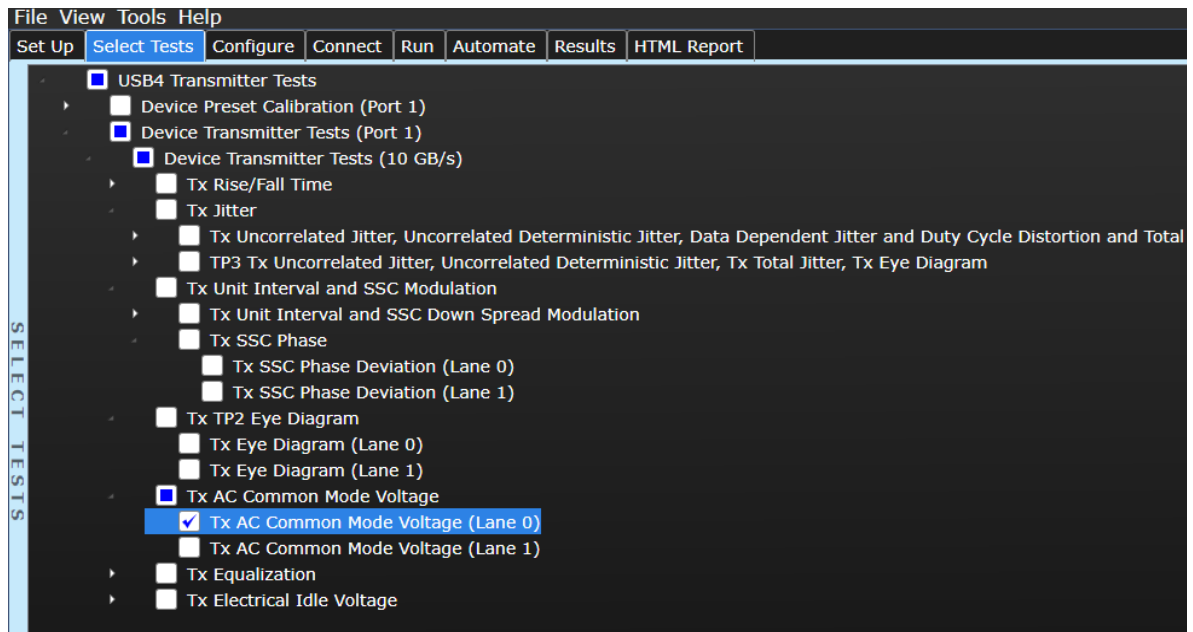 File View Tools Help
Set Up Select Tests Configure Connect Run Automate Results HTML Report
USB4 Transmitter Tests
Device Preset Calibration (Port 1)
Device Transmitter Tests (Port 1)
Device Transmitter Tests (10 GB/s)
Tx Rise/Fall Time
Tx Jitter
Tx Uncorrelated Jitter, Uncorrelated Deterministic Jitter, Data Dependent Jitter and Duty Cycle Distortion and Total
TP3 Tx Uncorrelated Jitter, Uncorrelated Deterministic Jitter, Tx Total Jitter, Tx Eye Diagram
Tx Unit Interval and SSC Modulation
Tx Unit Interval and SSC Down Spread Modulation
Tx SSC Phase
Tx SSC Phase Deviation (Lane 0)
Tx SSC Phase Deviation (Lane 1)
Tx TP2 Eye Diagram
Tx Eye Diagram (Lane 0)
Tx Eye Diagram (Lane 1)
Tx AC Common Mode Voltage
Tx AC Common Mode Voltage (Lane 0)
Tx AC Common Mode Voltage (Lane 1)
Tx Equalization
Tx Electrical Idle Voltage
SELECT TESTS